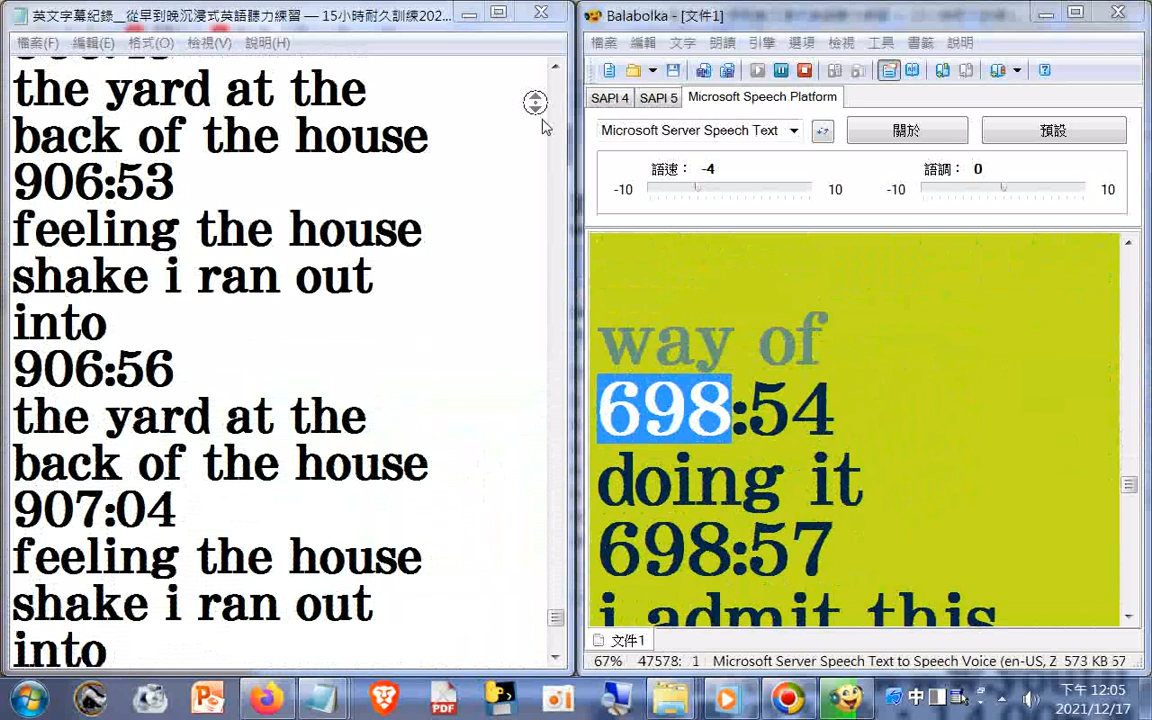 英文字幕紀錄__從早到晚沉浸式英語聽力練習 — 15小時耐久訓練202...
檔案(F) 編輯(E) 格式(O) 檢視(V) 說明(H)
the yard at the
back of the house
906:53
feeling the house
shake i ran out
into
906:56
the yard at the
back of the house
907:04
feeling the house
shake i ran out
into
Balabolka - [文件1]
檔案 編輯 文字 朗讀 引擎 選項 檢視 工具 書籤 說明
SAPI 4 SAPI 5 Microsoft Speech Platform
Microsoft Server Speech Text 關於 預設
語速： -4 語調： 0
-10 10 -10 10
way of
698:54
doing it
698:57
i admit this
文件1
67% 47578: 1 Microsoft Server Speech Text to Speech Voice (en-US, Z 573 KB 57
PDF
中
下午 12:05
2021/12/17